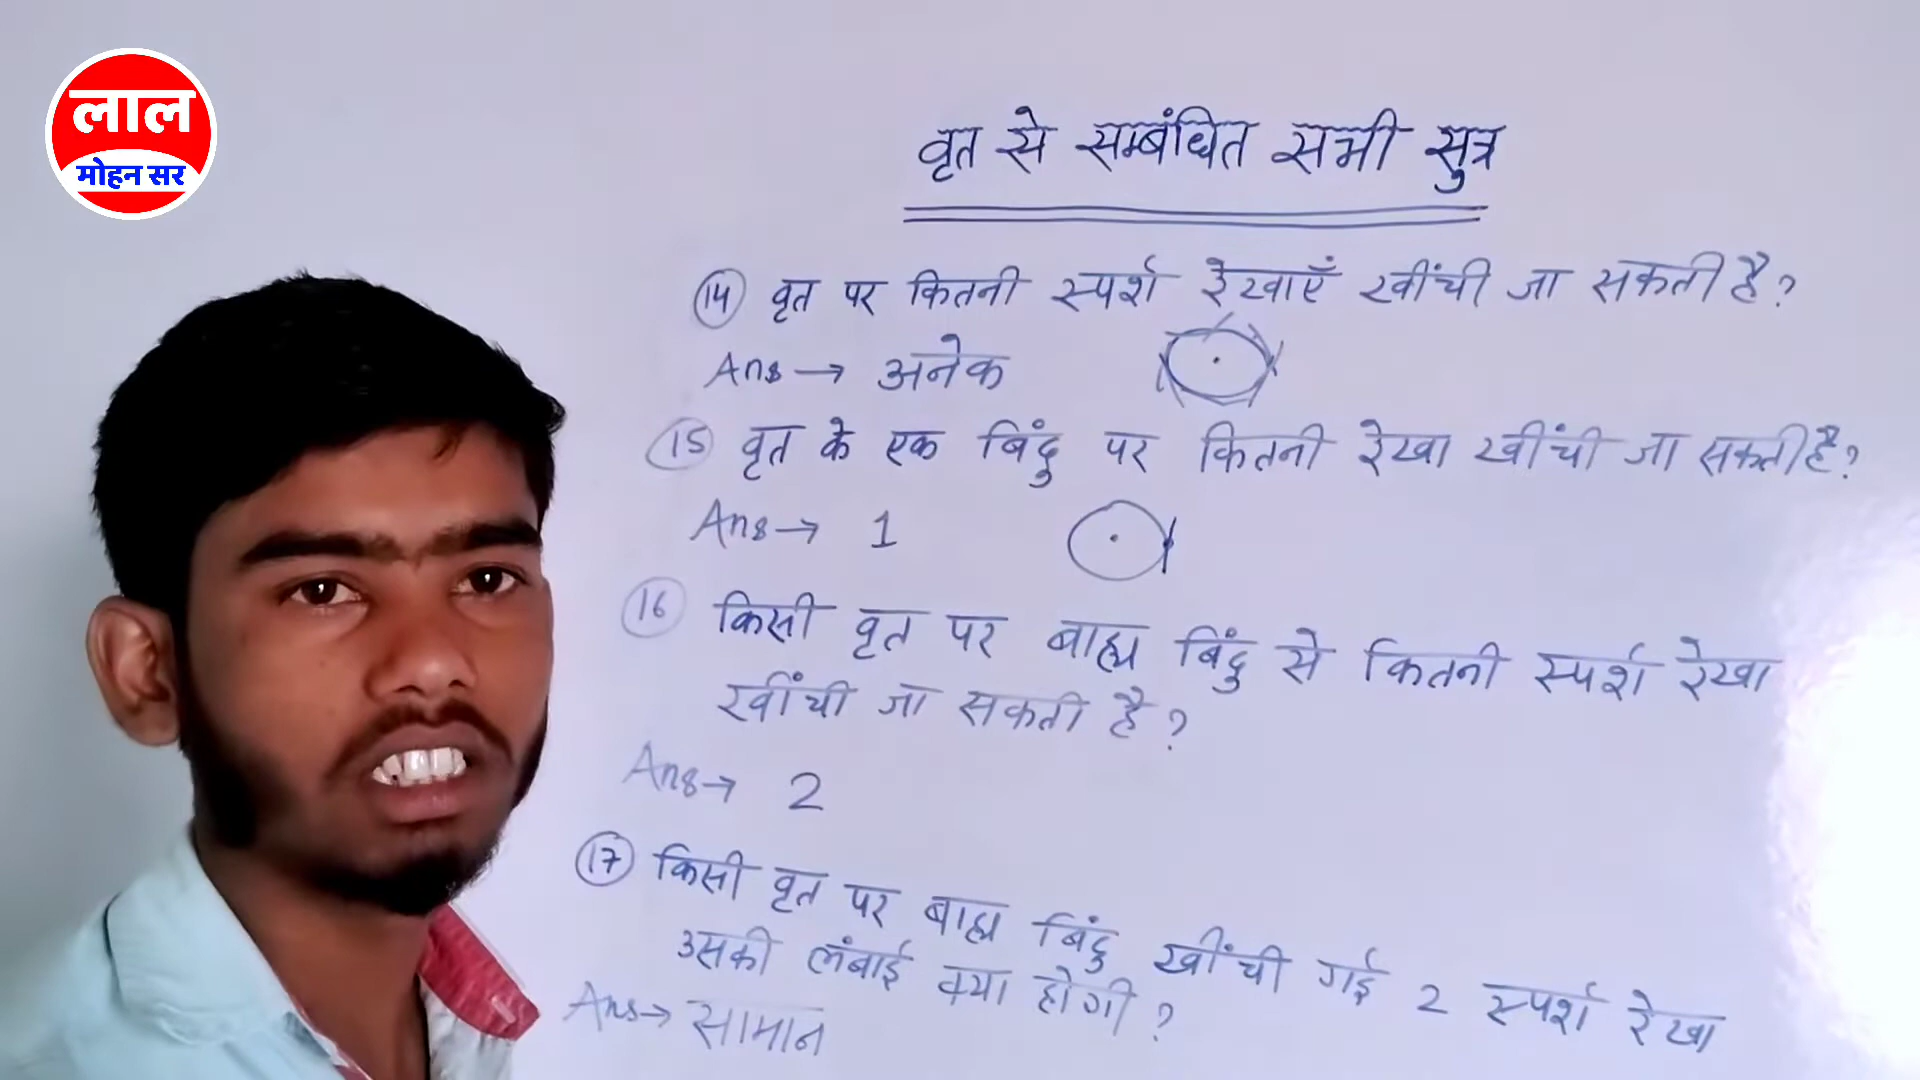 लाल
मोहन सर
वृत से सम्बंधित सभी सुत्र
14 वृत पर कितनी स्पर्श रेखाएँ खींची जा सकती है?
Ans → अनेक
15 वृत के एक बिंदु पर कितनी रेखा खींची जा सकती है?
Ans → 1
16 किसी वृत पर बाह्य बिंदु से कितनी स्पर्श रेखा
खींची जा सकती है?
Ans → 2
17 किसी वृत पर बाह्य बिंदु खींची गई 2 स्पर्श रेखा
उसकी लंबाई क्या होगी?
Ans → सामान